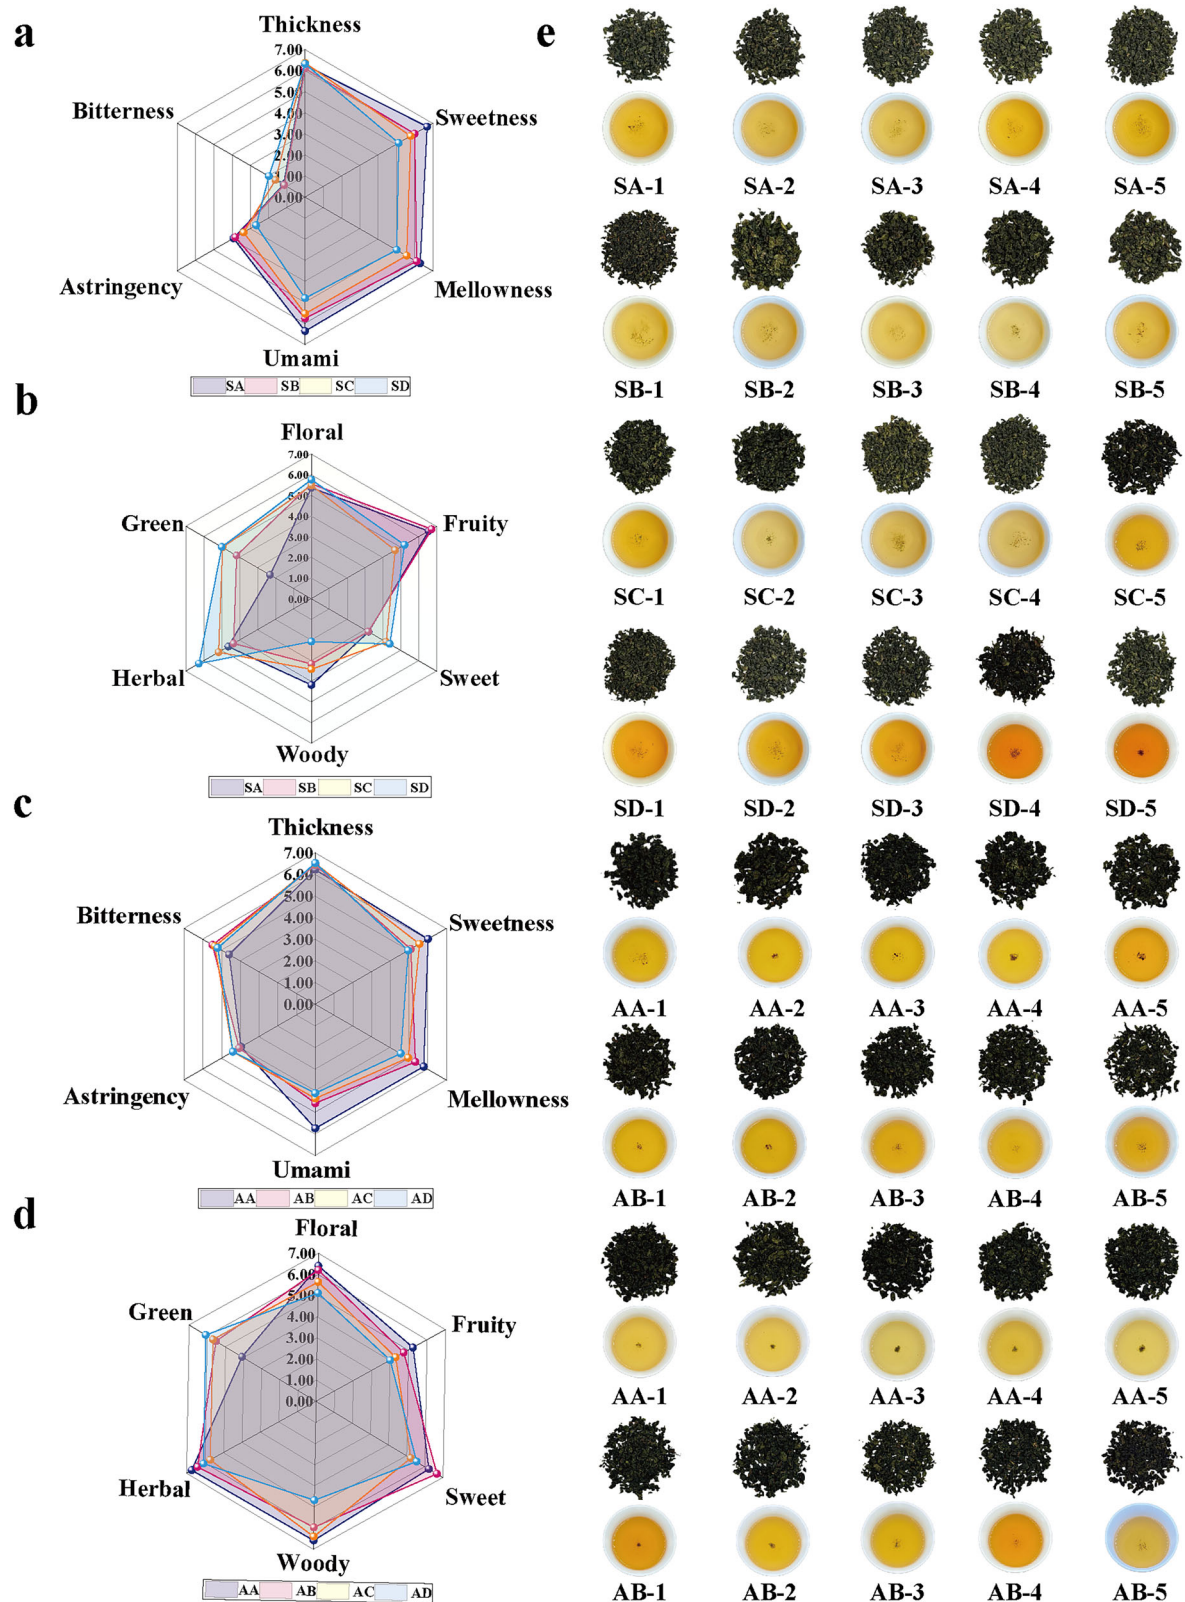 a
Thickness
7.00
6.00
5.00
4.00
3.00
2.00
1.00
0.00
Bitterness
Sweetness
Astringency
Mellowness
Umami
SA SB SC SD
b
Floral
7.00
6.00
5.00
4.00
3.00
2.00
1.00
0.00
Green
Fruity
Herbal
Sweet
Woody
SA SB SC SD
c
Thickness
7.00
6.00
5.00
4.00
3.00
2.00
1.00
0.00
Bitterness
Sweetness
Astringency
Mellowness
Umami
AA AB AC AD
d
Floral
7.00
6.00
5.00
4.00
3.00
2.00
1.00
0.00
Green
Fruity
Herbal
Sweet
Woody
AA AB AC AD
e
SA-1 SA-2 SA-3 SA-4 SA-5
SB-1 SB-2 SB-3 SB-4 SB-5
SC-1 SC-2 SC-3 SC-4 SC-5
SD-1 SD-2 SD-3 SD-4 SD-5
AA-1 AA-2 AA-3 AA-4 AA-5
AB-1 AB-2 AB-3 AB-4 AB-5
AA-1 AA-2 AA-3 AA-4 AA-5
AB-1 AB-2 AB-3 AB-4 AB-5